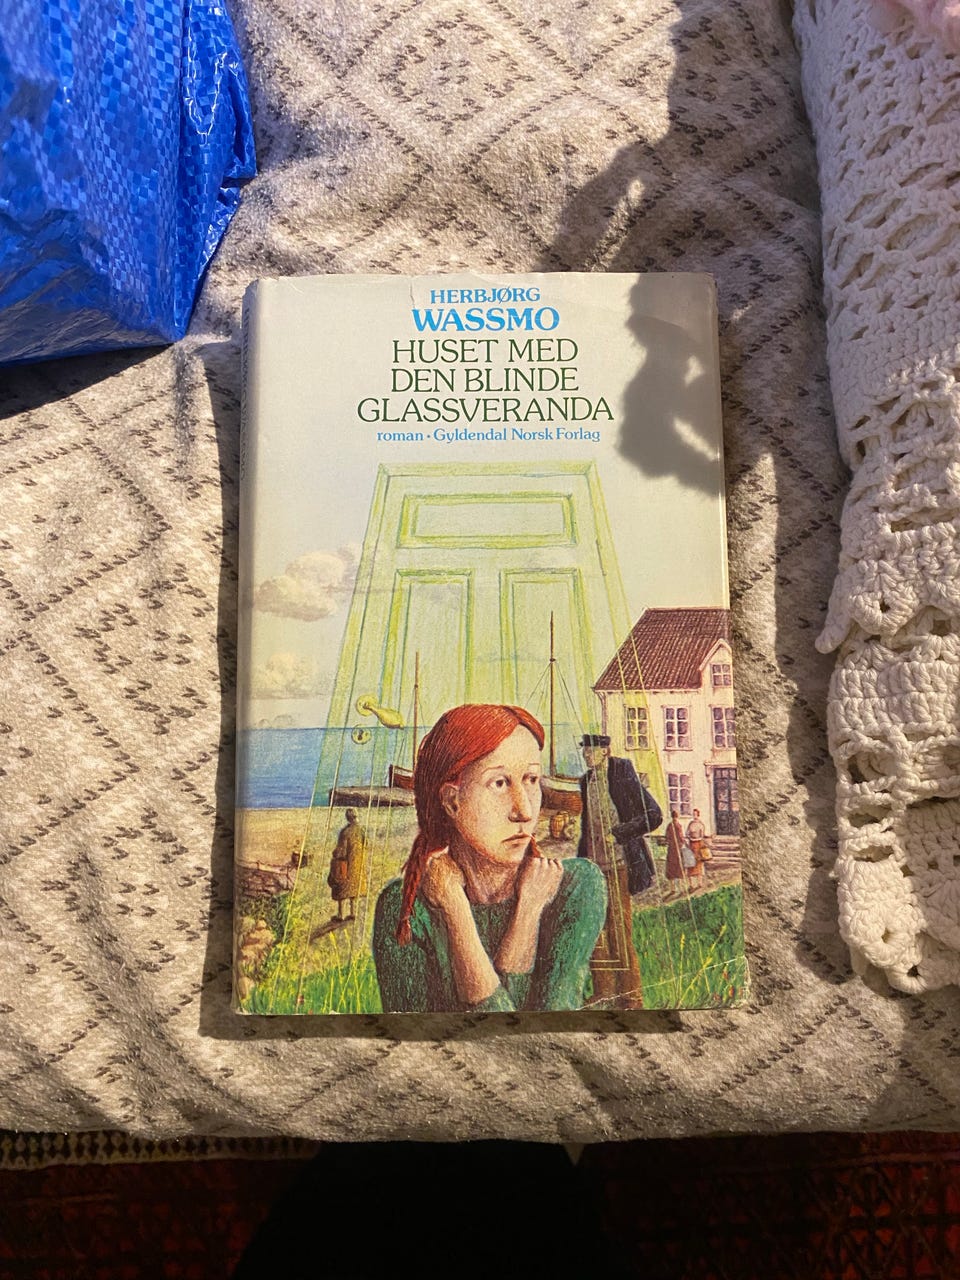 HERBJØRG
WASSMO
HUSET MED
DEN BLINDE
GLASSVERANDA
roman • Gyldendal Norsk Forlag